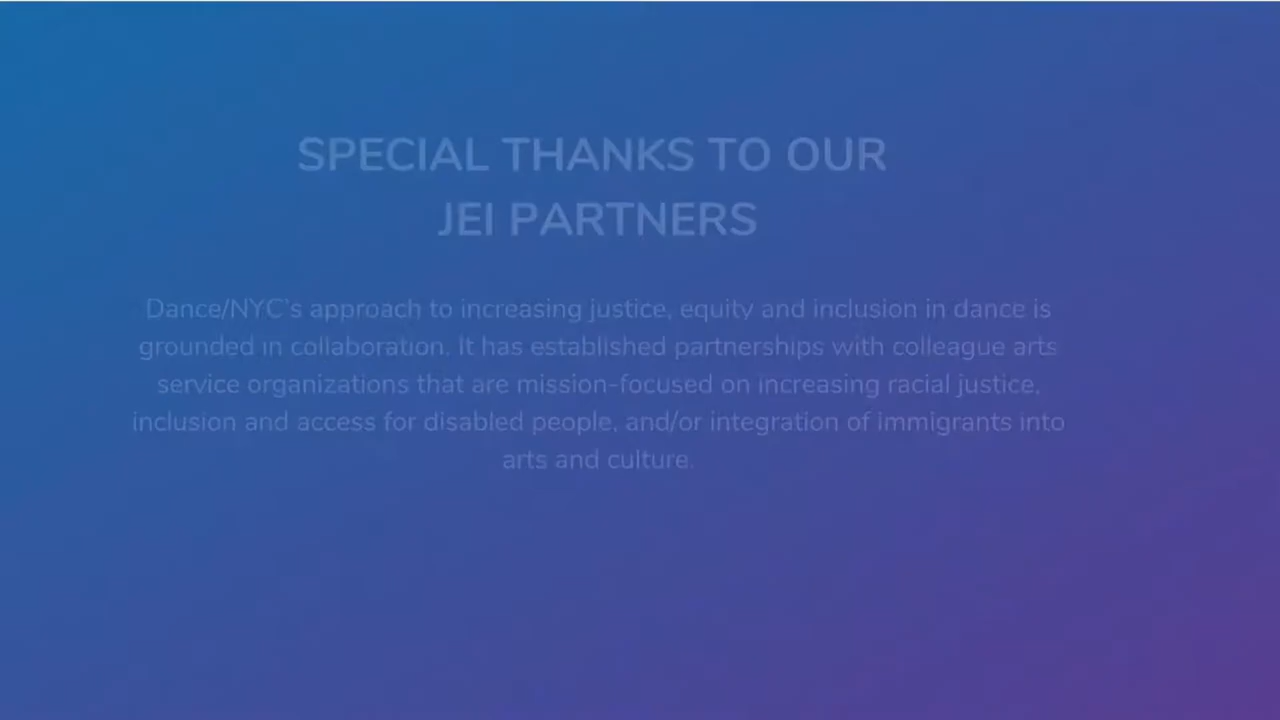 SPECIAL THANKS TO OUR
JEI PARTNERS
Dance/NYC's approach to increasing justice, equity and inclusion in dance is
grounded in collaboration. It has established partnerships with colleague arts
service organizations that are mission-focused on increasing racial justice,
inclusion and access for disabled people, and/or integration of immigrants into
arts and culture.